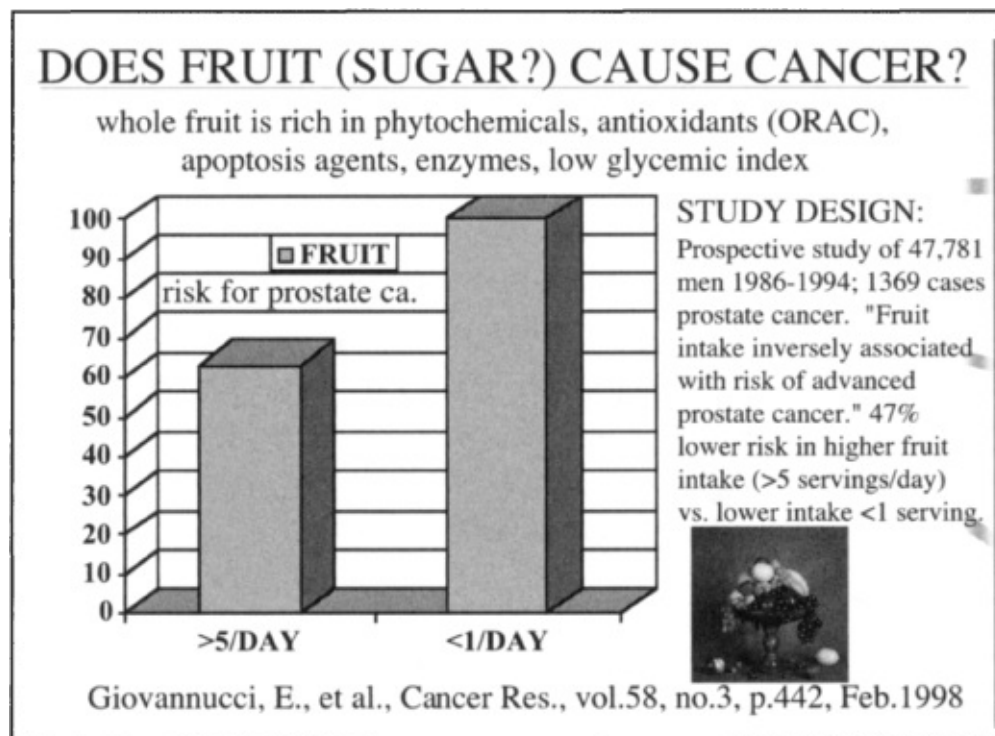 DOES FRUIT (SUGAR?) CAUSE CANCER?
whole fruit is rich in phytochemicals, antioxidants (ORAC),
apoptosis agents, enzymes, low glycemic index
100
90
80
70
60
50
40
30
20
10
0
FRUIT
risk for prostate ca.
>5/DAY
<1/DAY
STUDY DESIGN:
Prospective study of 47,781
men 1986-1994; 1369 cases
prostate cancer. "Fruit
intake inversely associated
with risk of advanced
prostate cancer." 47%
lower risk in higher fruit
intake (>5 servings/day)
vs. lower intake <1 serving.
Giovannucci, E., et al., Cancer Res., vol.58, no.3, p.442, Feb.1998